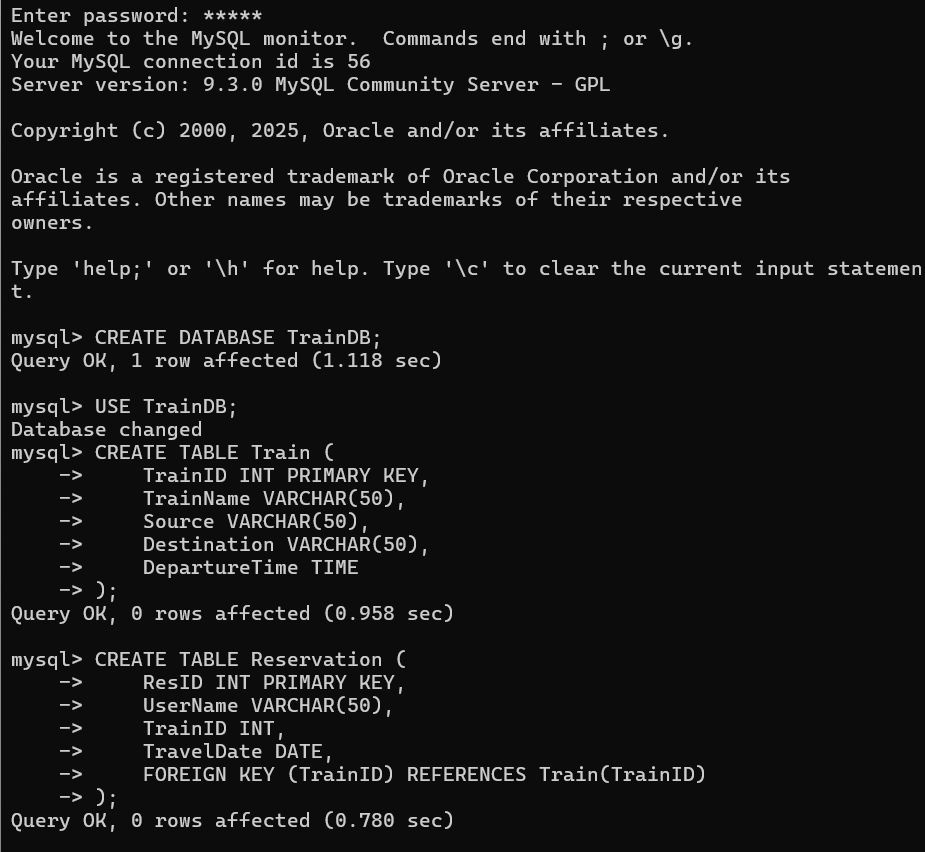 Enter password: *****
Welcome to the MySQL monitor.  Commands end with ; or \g.
Your MySQL connection id is 56
Server version: 9.3.0 MySQL Community Server - GPL

Copyright (c) 2000, 2025, Oracle and/or its affiliates.

Oracle is a registered trademark of Oracle Corporation and/or its
affiliates. Other names may be trademarks of their respective
owners.

Type 'help;' or '\h' for help. Type '\c' to clear the current input statemen
t.

mysql> CREATE DATABASE TrainDB;
Query OK, 1 row affected (1.118 sec)

mysql> USE TrainDB;
Database changed
mysql> CREATE TABLE Train (
    ->     TrainID INT PRIMARY KEY,
    ->     TrainName VARCHAR(50),
    ->     Source VARCHAR(50),
    ->     Destination VARCHAR(50),
    ->     DepartureTime TIME
    -> );
Query OK, 0 rows affected (0.958 sec)

mysql> CREATE TABLE Reservation (
    ->     ResID INT PRIMARY KEY,
    ->     UserName VARCHAR(50),
    ->     TrainID INT,
    ->     TravelDate DATE,
    ->     FOREIGN KEY (TrainID) REFERENCES Train(TrainID)
    -> );
Query OK, 0 rows affected (0.780 sec)